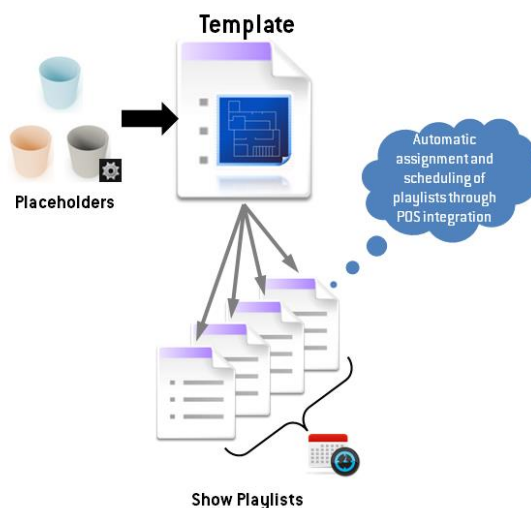 Template
Placeholders
Automatic
assignment and
scheduling of
playlists through
POS integration
Show Playlists